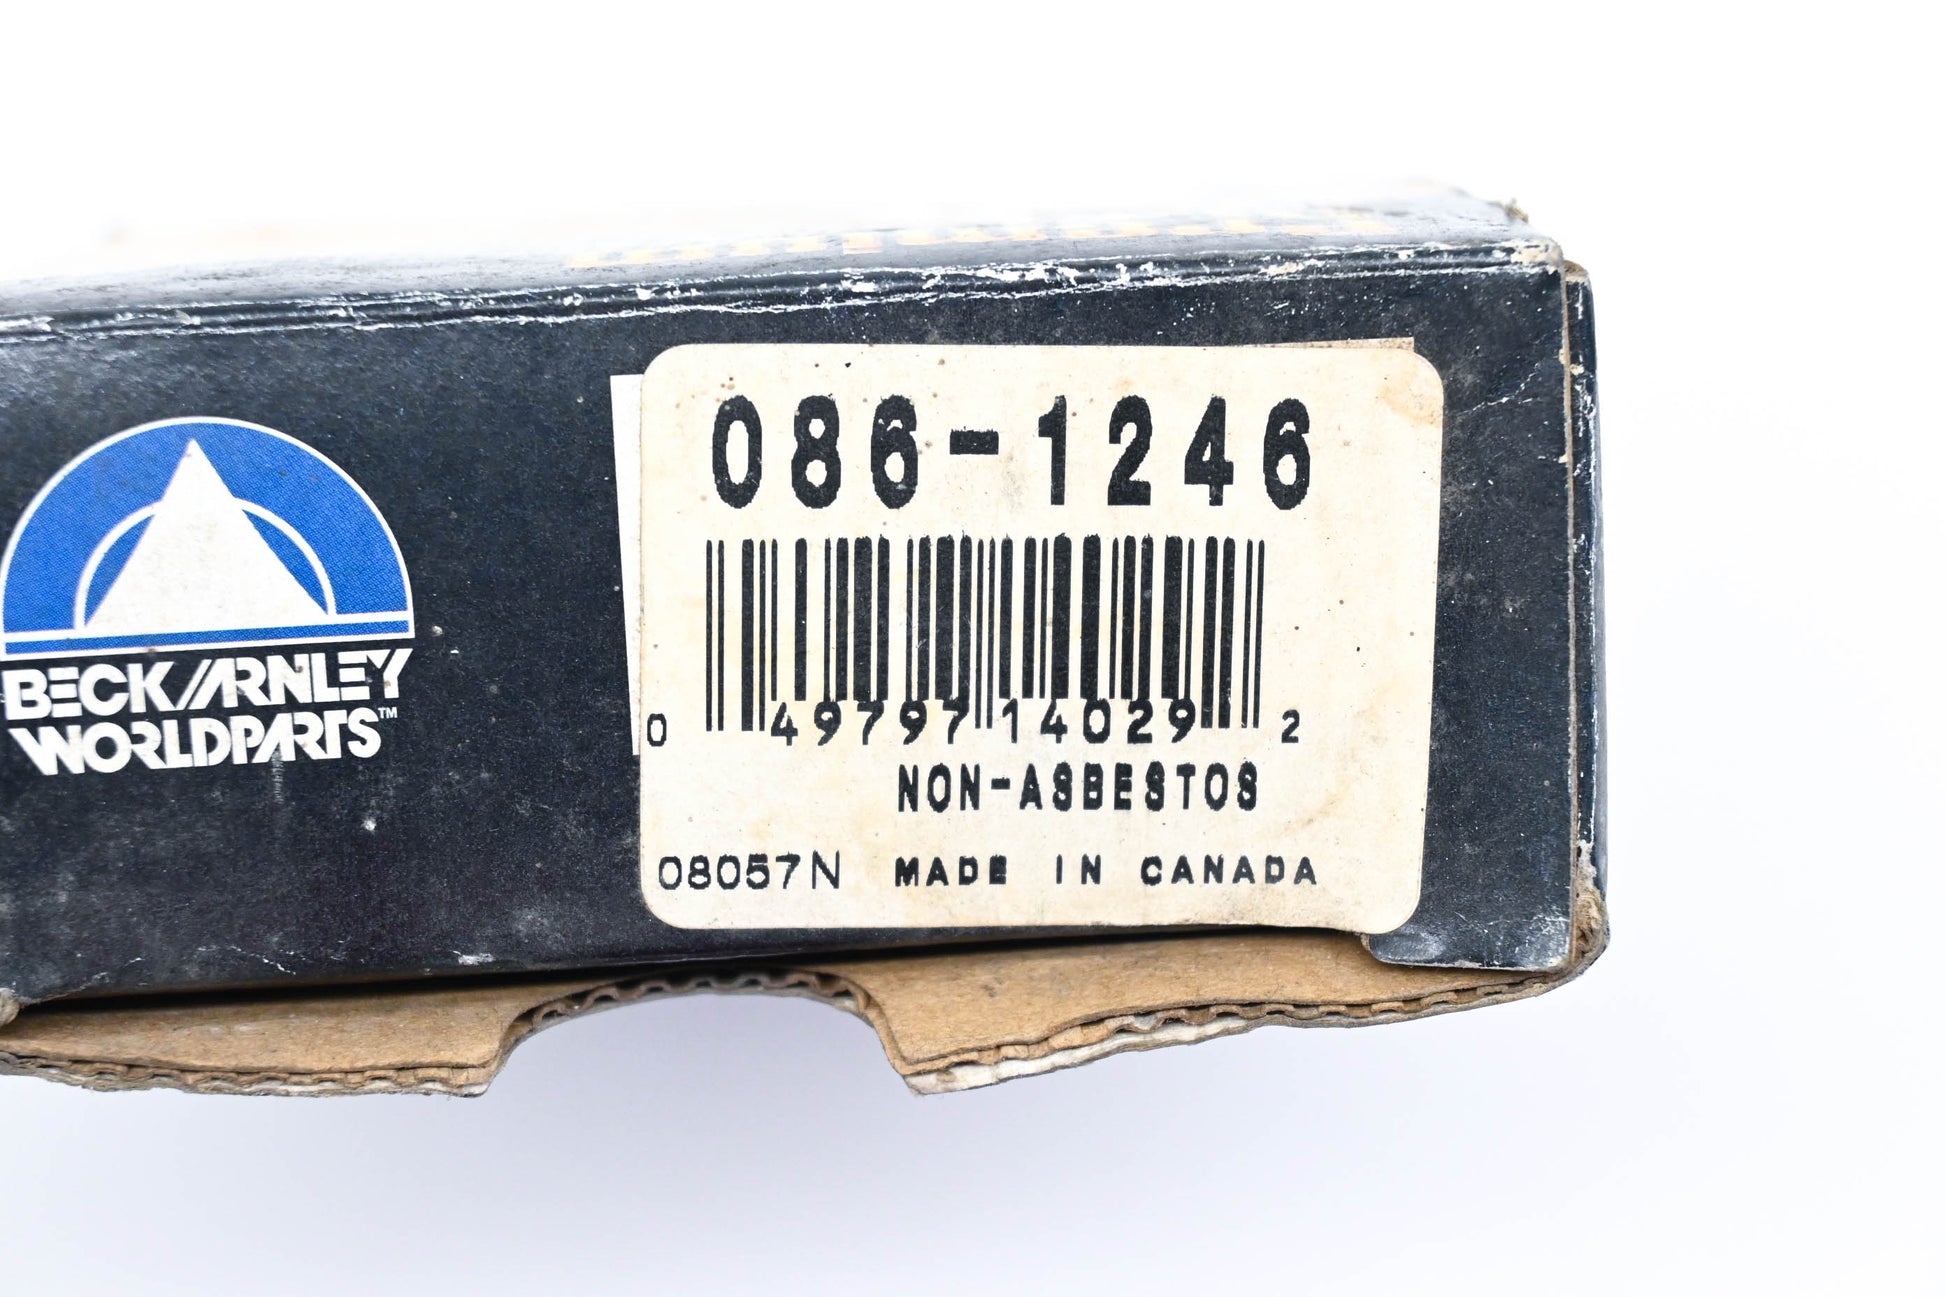 BECK/ARNLEY
WORLDPARTS™
086-1246
0 49797 14029 2
NON-ASBESTOS
08057N MADE IN CANADA